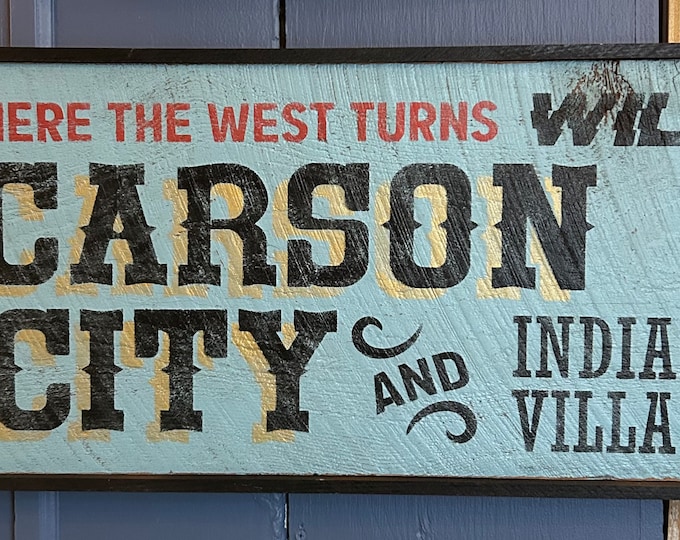 HERE THE WEST TURNS WIL
CARSON
CITY AND INDIA
VILLA